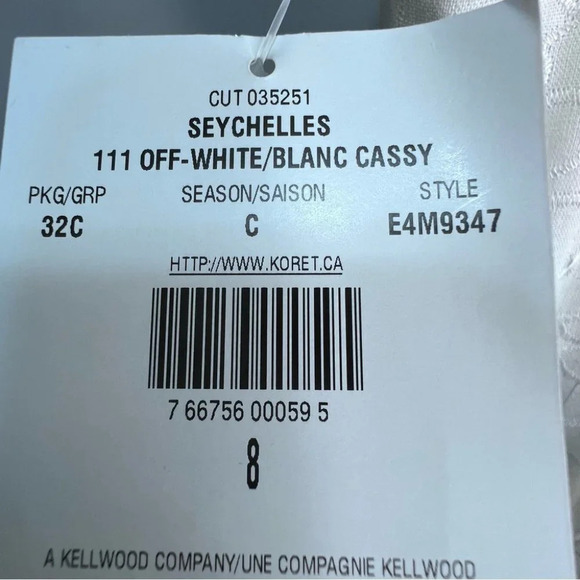 CUT 035251
SEYCHELLES
111 OFF-WHITE/BLANC CASSY
PKG/GRP SEASON/SAISON STYLE
32C C E4M9347
HTTP://WWW.KORET.CA
7 66756 00059 5
8
A KELLWOOD COMPANY/UNE COMPAGNIE KELLWOOD